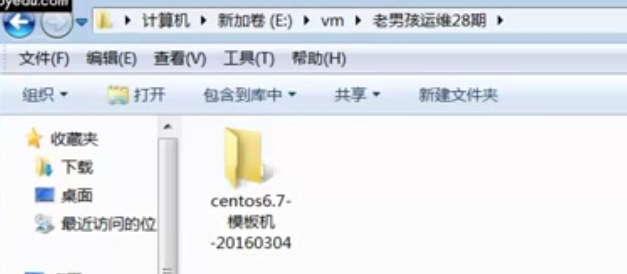 oyedu.com
计算机 新加卷 (E:) vm 老男孩运维28期
文件(F) 编辑(E) 查看(V) 工具(T) 帮助(H)
组织 打开 包含到库中 共享 新建文件夹
收藏夹
下载
桌面
最近访问的位
centos6.7-
模板机
-20160304